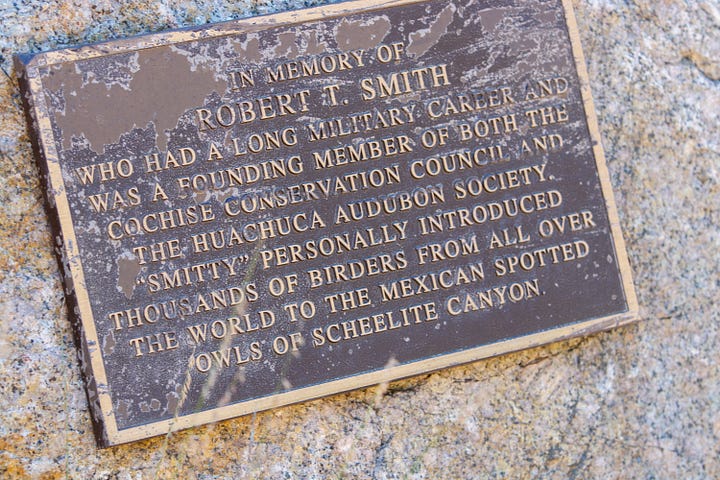 IN MEMORY OF
ROBERT T. SMITH
WHO HAD A LONG MILITARY CAREER AND
WAS A FOUNDING MEMBER OF BOTH THE
COCHISE CONSERVATION COUNCIL AND
THE HUACHUCA AUDUBON SOCIETY.
"SMITTY" PERSONALLY INTRODUCED
THOUSANDS OF BIRDERS FROM ALL OVER
THE WORLD TO THE MEXICAN SPOTTED
OWLS OF SCHEELITE CANYON.